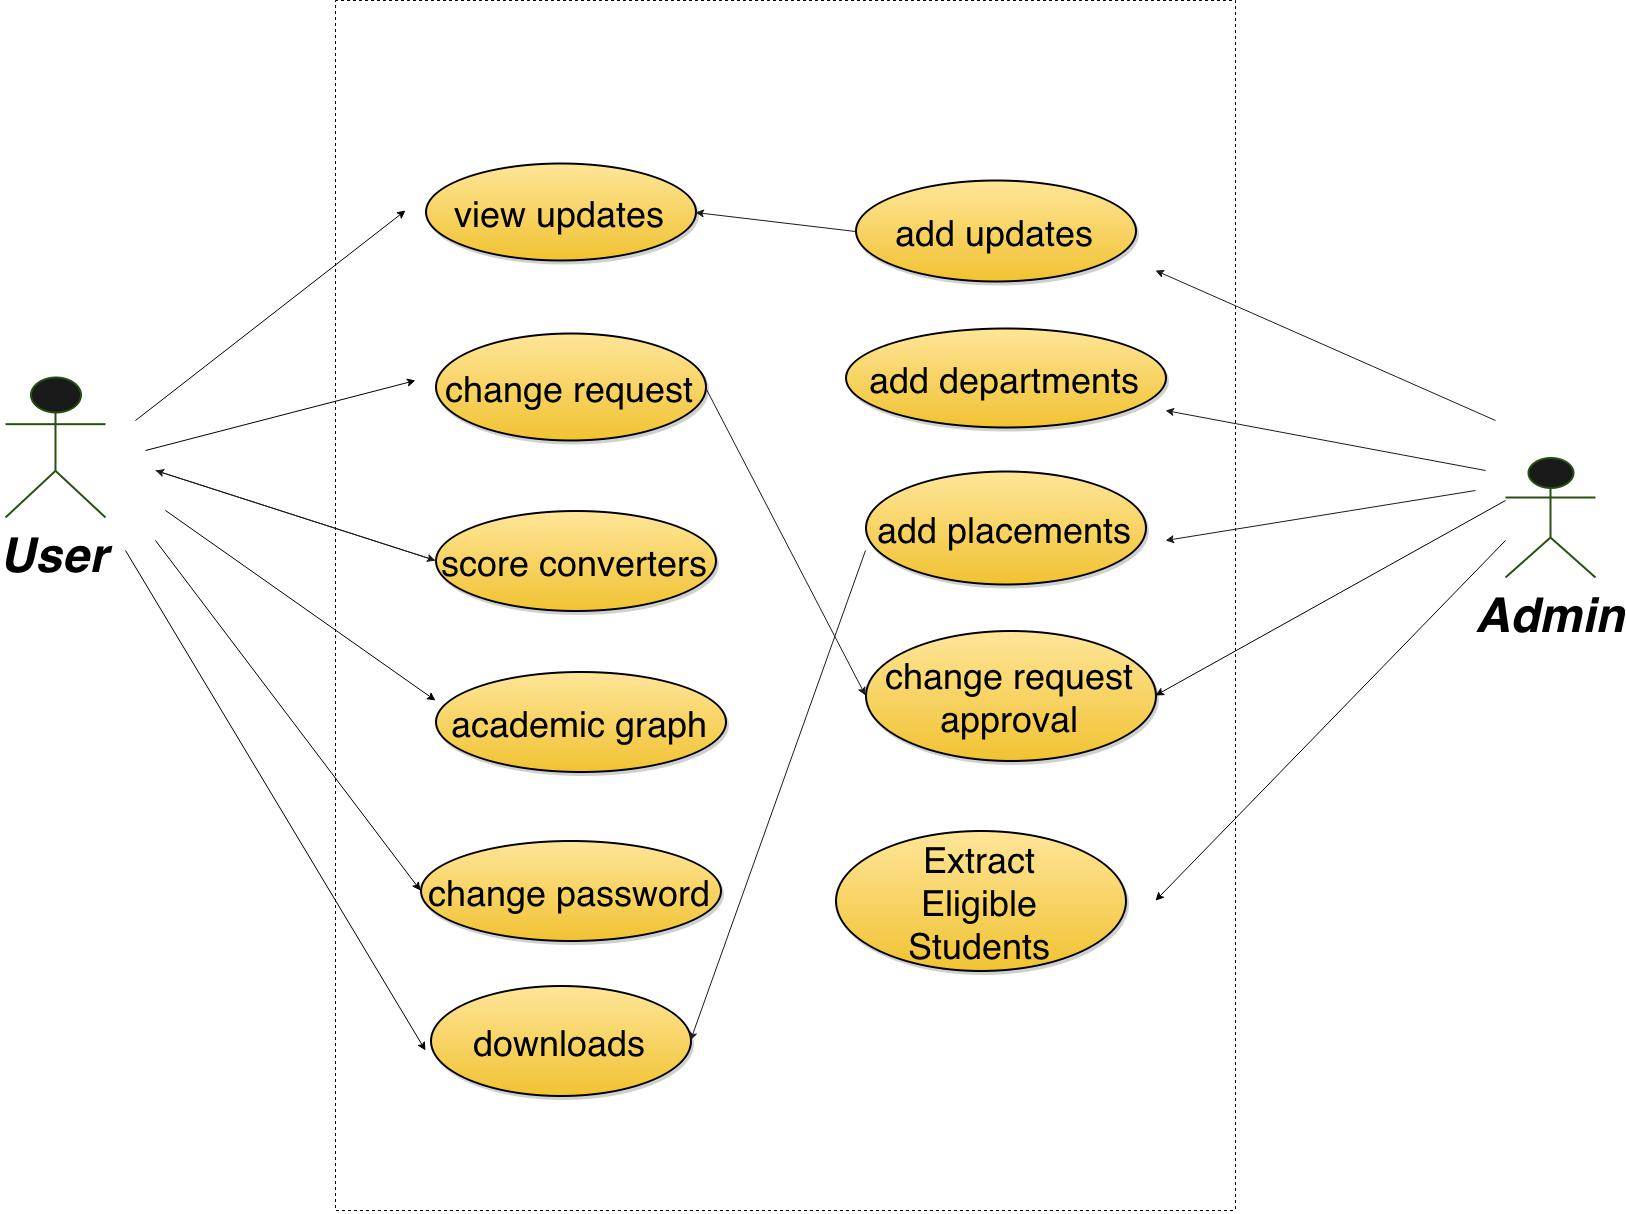 view updates
add updates
change request
add departments
score converters
add placements
User
Admin
academic graph
change request
approval
change password
Extract
Eligible
Students
downloads